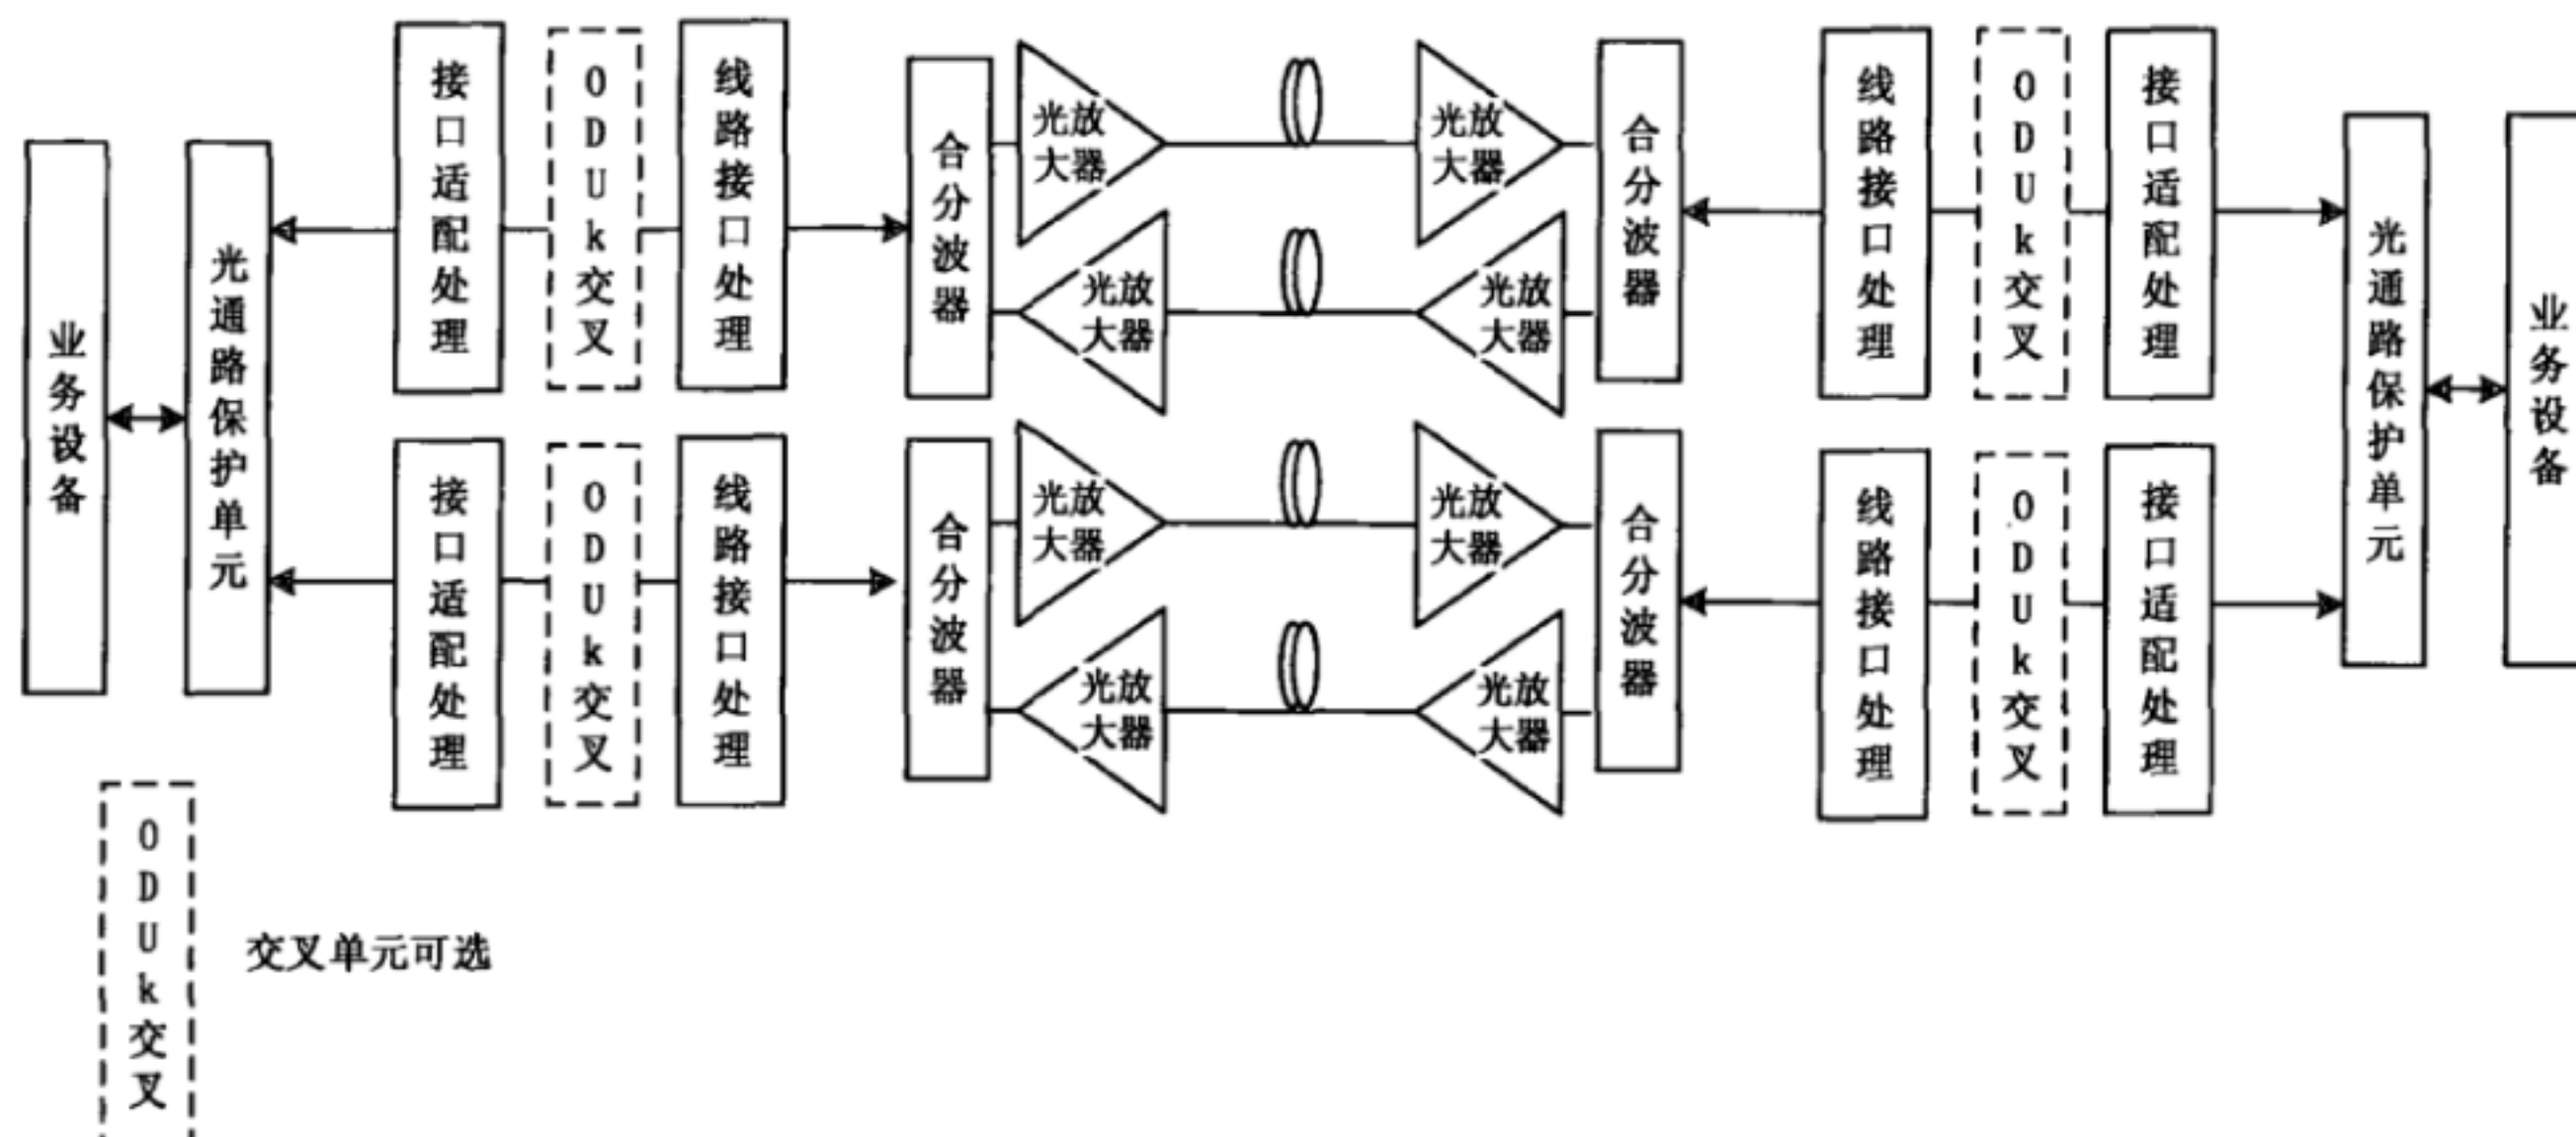 业务设备
光通路保护单元
接口适配处理
ODUk交叉
线路接口处理
合分波器
光放
大器
光放
大器
光放
大器
光放
大器
合分波器
线路接口处理
ODUk交叉
接口适配处理
光通路保护单元
业务设备
接口适配处理
ODUk交叉
线路接口处理
合分波器
光放
大器
光放
大器
光放
大器
光放
大器
合分波器
线路接口处理
ODUk交叉
接口适配处理
ODUk交叉
交叉单元可选